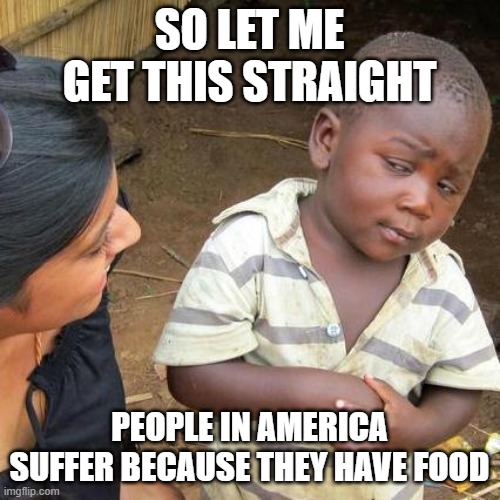 SO LET ME
GET THIS STRAIGHT
PEOPLE IN AMERICA
SUFFER BECAUSE THEY HAVE FOOD
imgflip.com